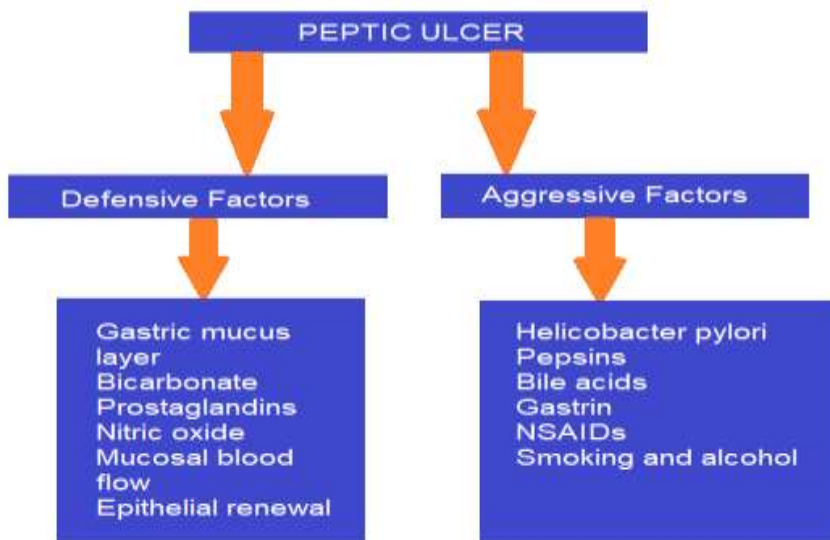 PEPTIC ULCER
Defensive Factors
Aggressive Factors
Gastric mucus
layer
Bicarbonate
Prostaglandins
Nitric oxide
Mucosal blood
flow
Epithelial renewal
Helicobacter pylori
Pepsins
Bile acids
Gastrin
NSAIDs
Smoking and alcohol